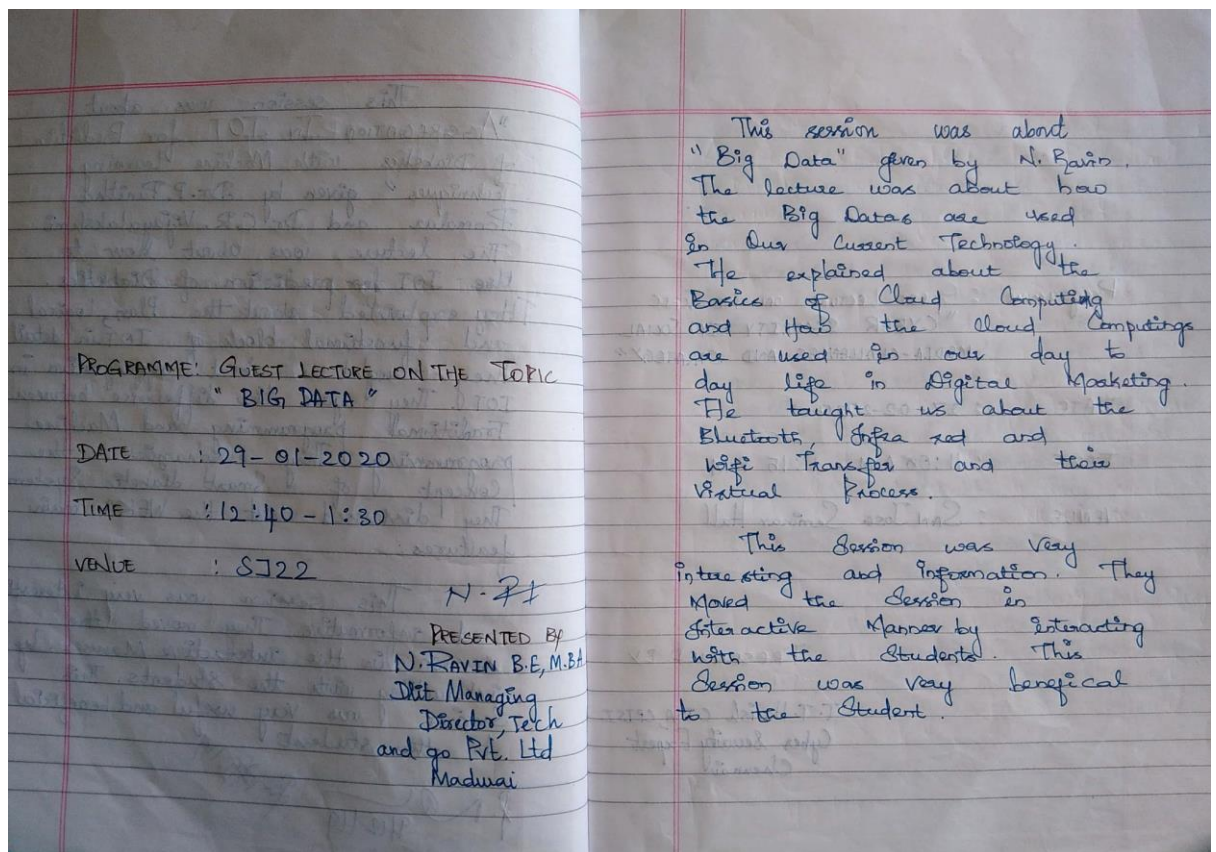 PROGRAMME: GUEST LECTURE ON THE TOPIC
" BIG DATA "
DATE : 29-01-2020
TIME : 12:40 - 1:30
VENUE : SJ22
PRESENTED BY
N. RAVIN B.E, M.BA
Managing
Director, Tech
and go Pvt. Ltd
Madurai
This session was about
" Big Data" given by N. Ravin.
The lecture was about how
the Big Datas are used
in Our Current Technology.
He explained about the
Basics of Cloud Computing
and How the cloud Computings
are used in our day to
day life in Digital Marketing.
He taught us about the
Bluetooth, Infra red and
wifi Transfer and their
Virtual Process.
This Session was Very
interesting and Information. They
Moved the Session in
Interactive Manner by interacting
with the Students. This
Session was very benefical
to the Student.